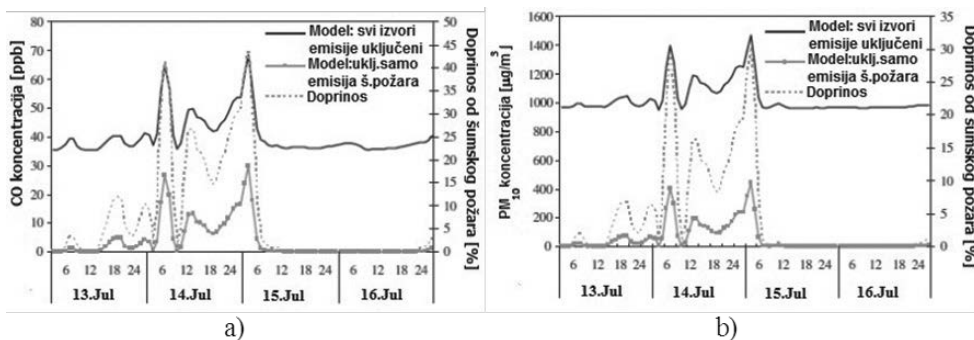 80
70
60
50
40
30
20
10
0
CO koncentracija [ppb]
Model: svi izvori
emisije uključeni
Model:uklj.samo
emisija š.požara
Doprinos
50
45
40
35
30
25
20
15
10
5
0
Doprinos od šumskog požara [%]
6 12 18 24 6 12 18 24 6 12 18 24 6 12 18 24
13.Jul 14.Jul 15.Jul 16.Jul
a)
1600
1400
1200
1000
800
600
400
200
0
PM10 koncentracija [µg/m3]
Model: svi izvori
emisije uključeni
Model:uklj.samo
emisija š.požara
Doprinos
35
30
25
20
15
10
5
0
Doprinos od šumskog požara [%]
6 12 18 24 6 12 18 24 6 12 18 24 6 12 18 24
13.Jul 14.Jul 15.Jul 16.Jul
b)